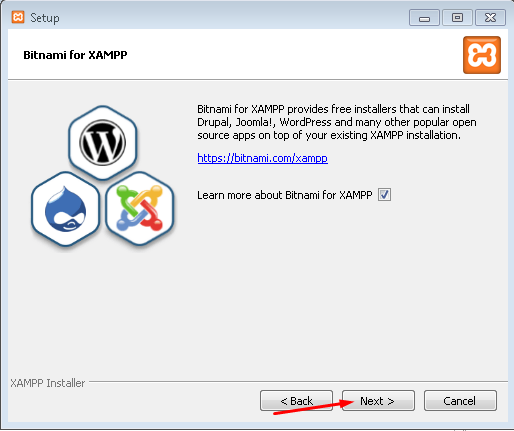 Setup
Bitnami for XAMPP
Bitnami for XAMPP provides free installers that can install
Drupal, Joomla!, WordPress and many other popular open
source apps on top of your existing XAMPP installation.
https://bitnami.com/xampp
Learn more about Bitnami for XAMPP
XAMPP Installer
< Back
Next >
Cancel